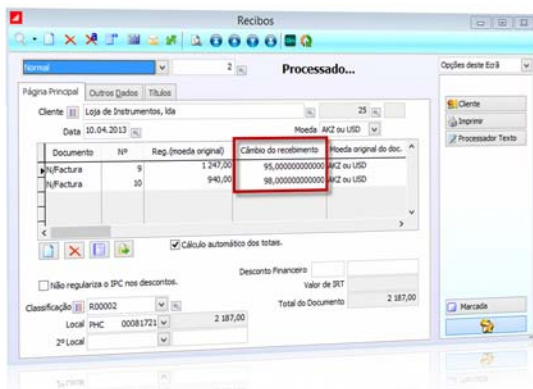 Recibos
Normal 2 Processado... Opções deste Ecrã
Página Principal Outros Dados Títulos
Cliente Loja de Instrumentos, lda 25
Cliente
Data 10.04.2013 Moeda AKZ ou USD
Imprimir
Processador Texto
Documento Nº Reg.(moeda original) Câmbio do recebimento Moeda original do doc.
N/Factura 9 1 247,00 95,000000000000 AKZ ou USD
N/Factura 10 940,00 98,000000000000 AKZ ou USD
Cálculo automático dos totais.
Desconto Financeiro
Não regulariza o IPC nos descontos.
Valor de IRT
Classificação R00002
Total do Documento 2 187,00
Marcada
Local PHC 00081721 2 187,00
2º Local